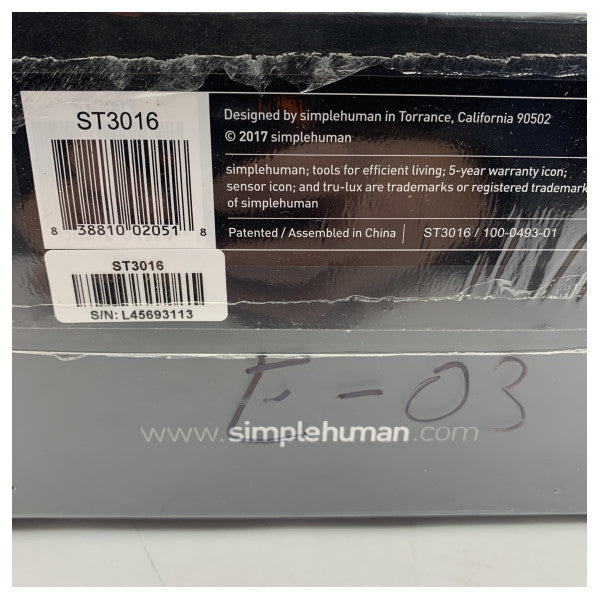 ST3016
8 38810 02051 8
ST3016
S/N: L45693113
Designed by simplehuman in Torrance, California 90502
© 2017 simplehuman
simplehuman; tools for efficient living; 5-year warranty icon;
sensor icon; and tru-lux are trademarks or registered trademark
of simplehuman
Patented / Assembled in China | ST3016 / 100-0493-01
E-03
www.simplehuman.com